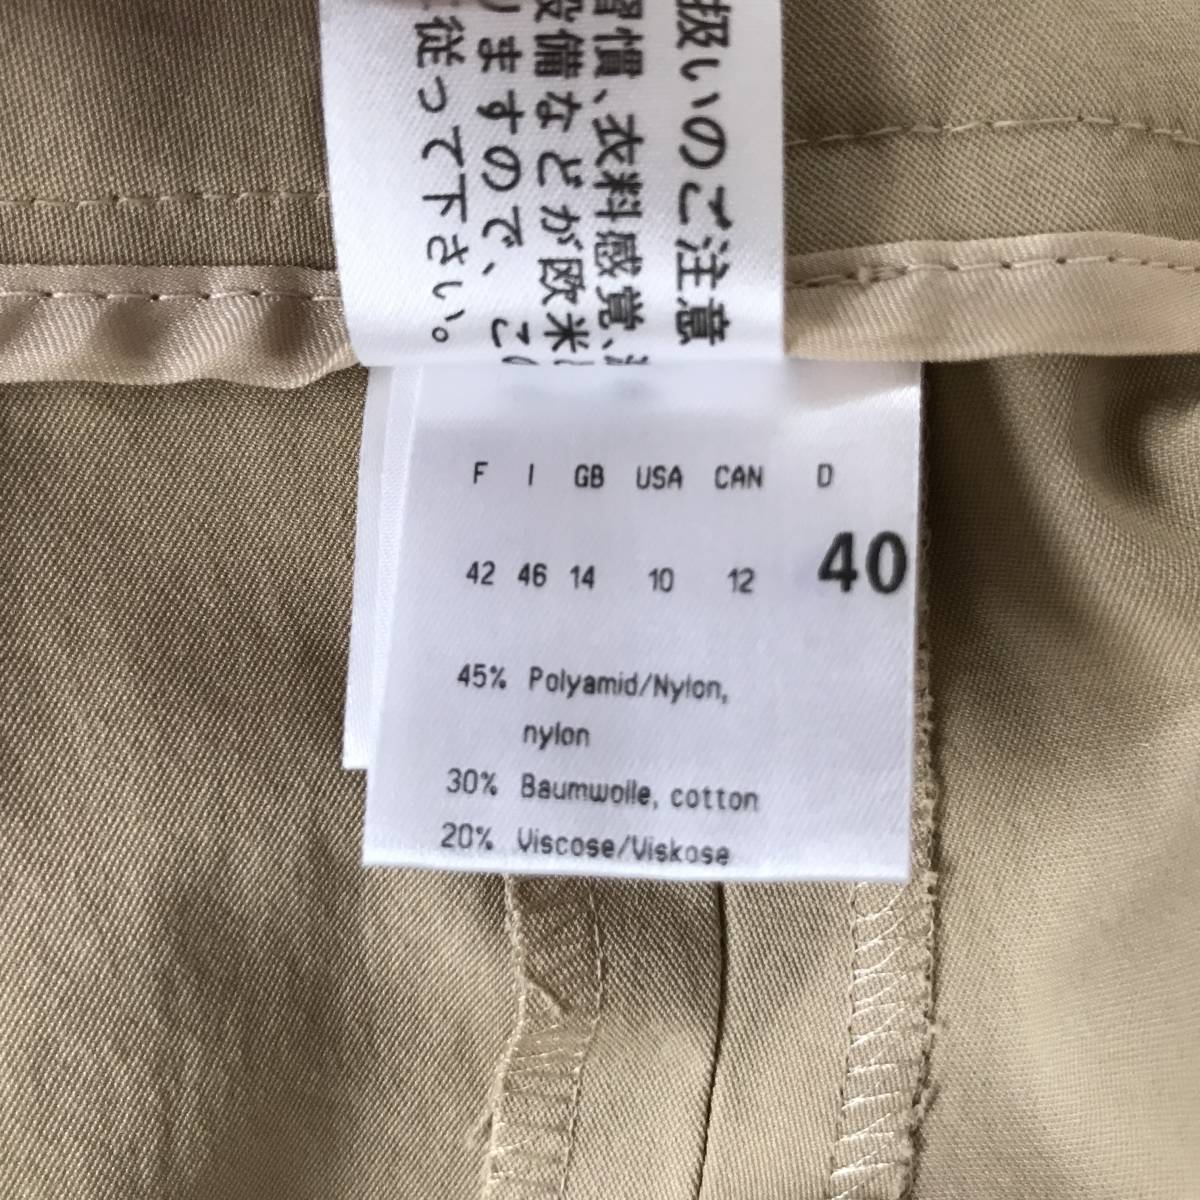 扱いのご注意
習慣、衣料感覚、
設備などが欧米
りますので、こ
従って下さい。
F I GB USA CAN D
42 46 14 10 12 40
45% Polyamid/Nylon,
nylon
30% Baumwolle, cotton
20% Viscose/Viskose